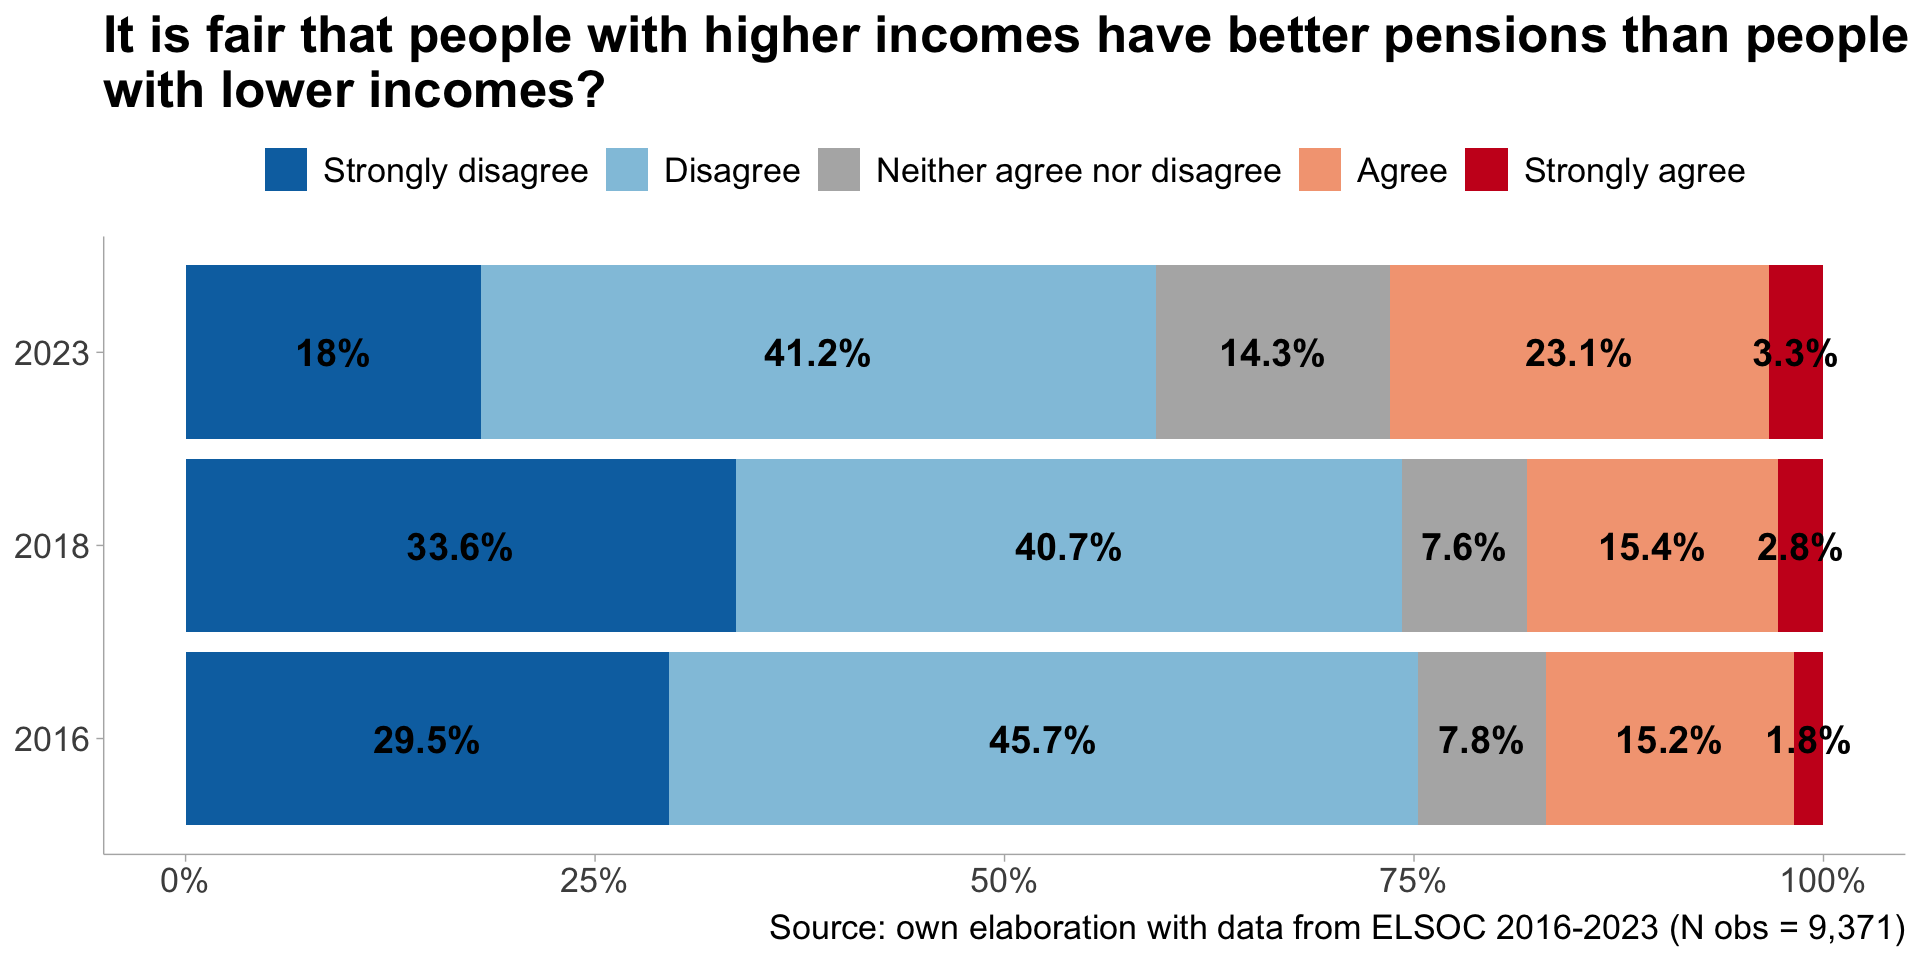 It is fair that people with higher incomes have better pensions than people
with lower incomes?
Strongly disagree Disagree Neither agree nor disagree Agree Strongly agree
2023 18% 41.2% 14.3% 23.1% 3.3%
2018 33.6% 40.7% 7.6% 15.4% 2.8%
2016 29.5% 45.7% 7.8% 15.2% 1.8%
0% 25% 50% 75% 100%
Source: own elaboration with data from ELSOC 2016-2023 (N obs = 9,371)